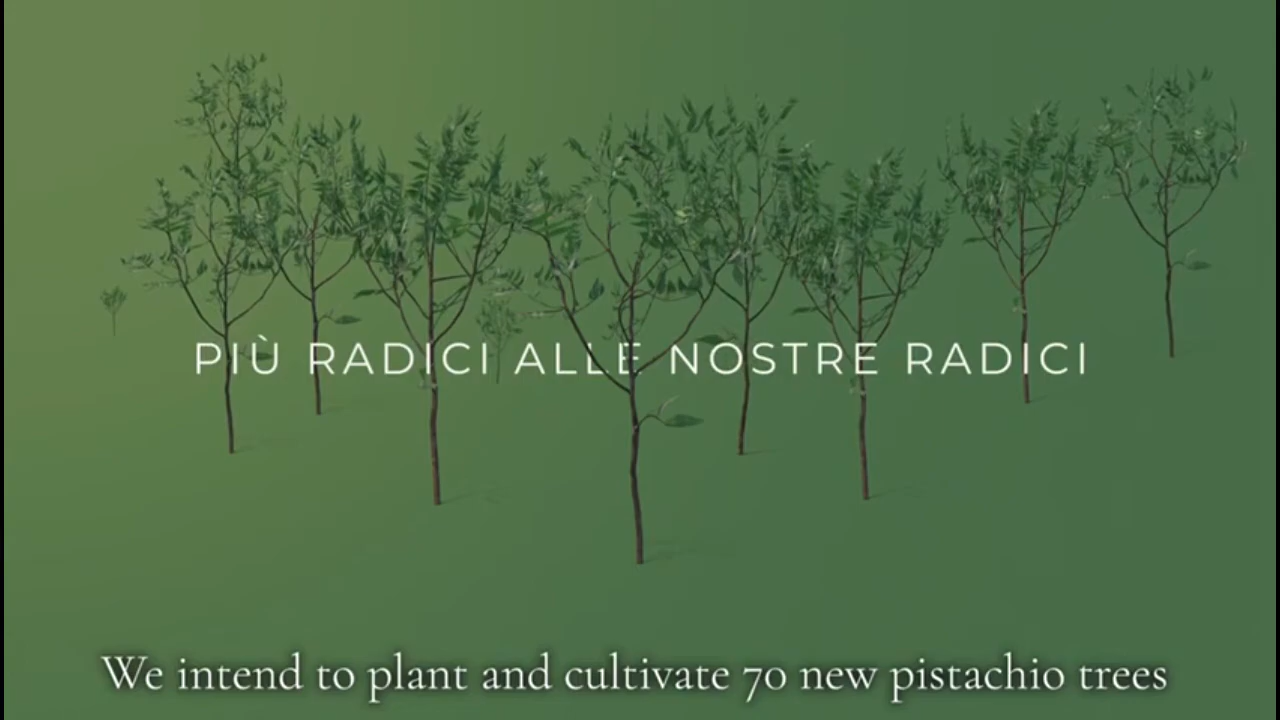 PIÙ RADICI ALLE NOSTRE RADICI
We intend to plant and cultivate 70 new pistachio trees